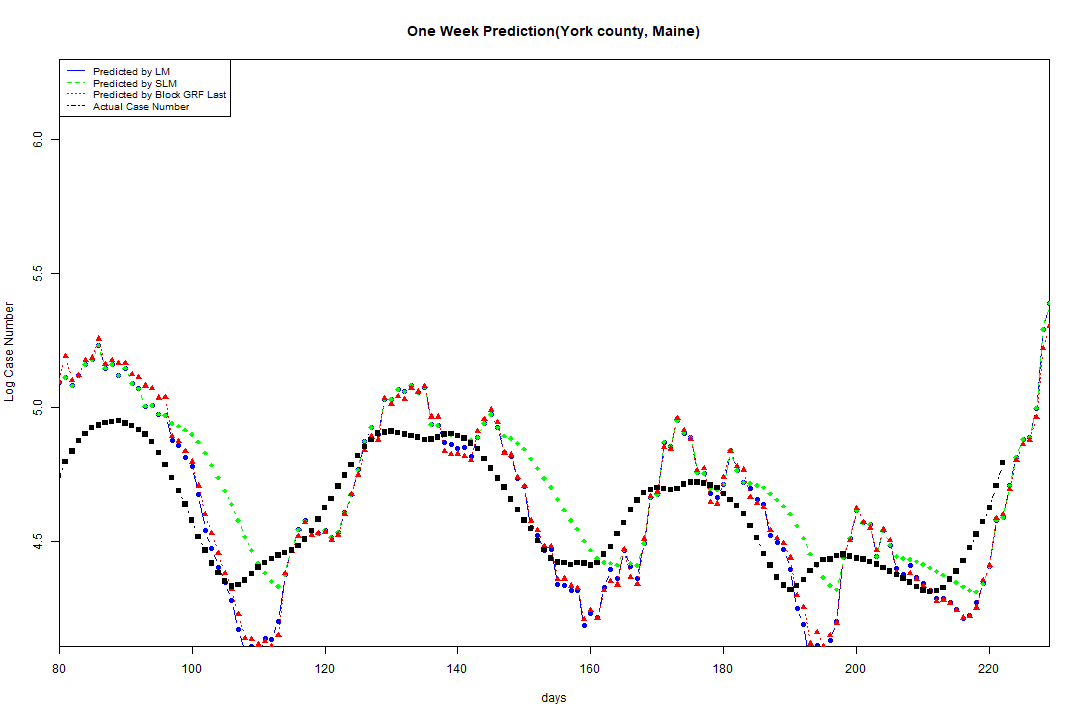 One Week Prediction(York county, Maine)
Predicted by LM
Predicted by SLM
Predicted by Block GRF Last
Actual Case Number
Log Case Number
6.0
5.5
5.0
4.5
80 100 120 140 160 180 200 220
days